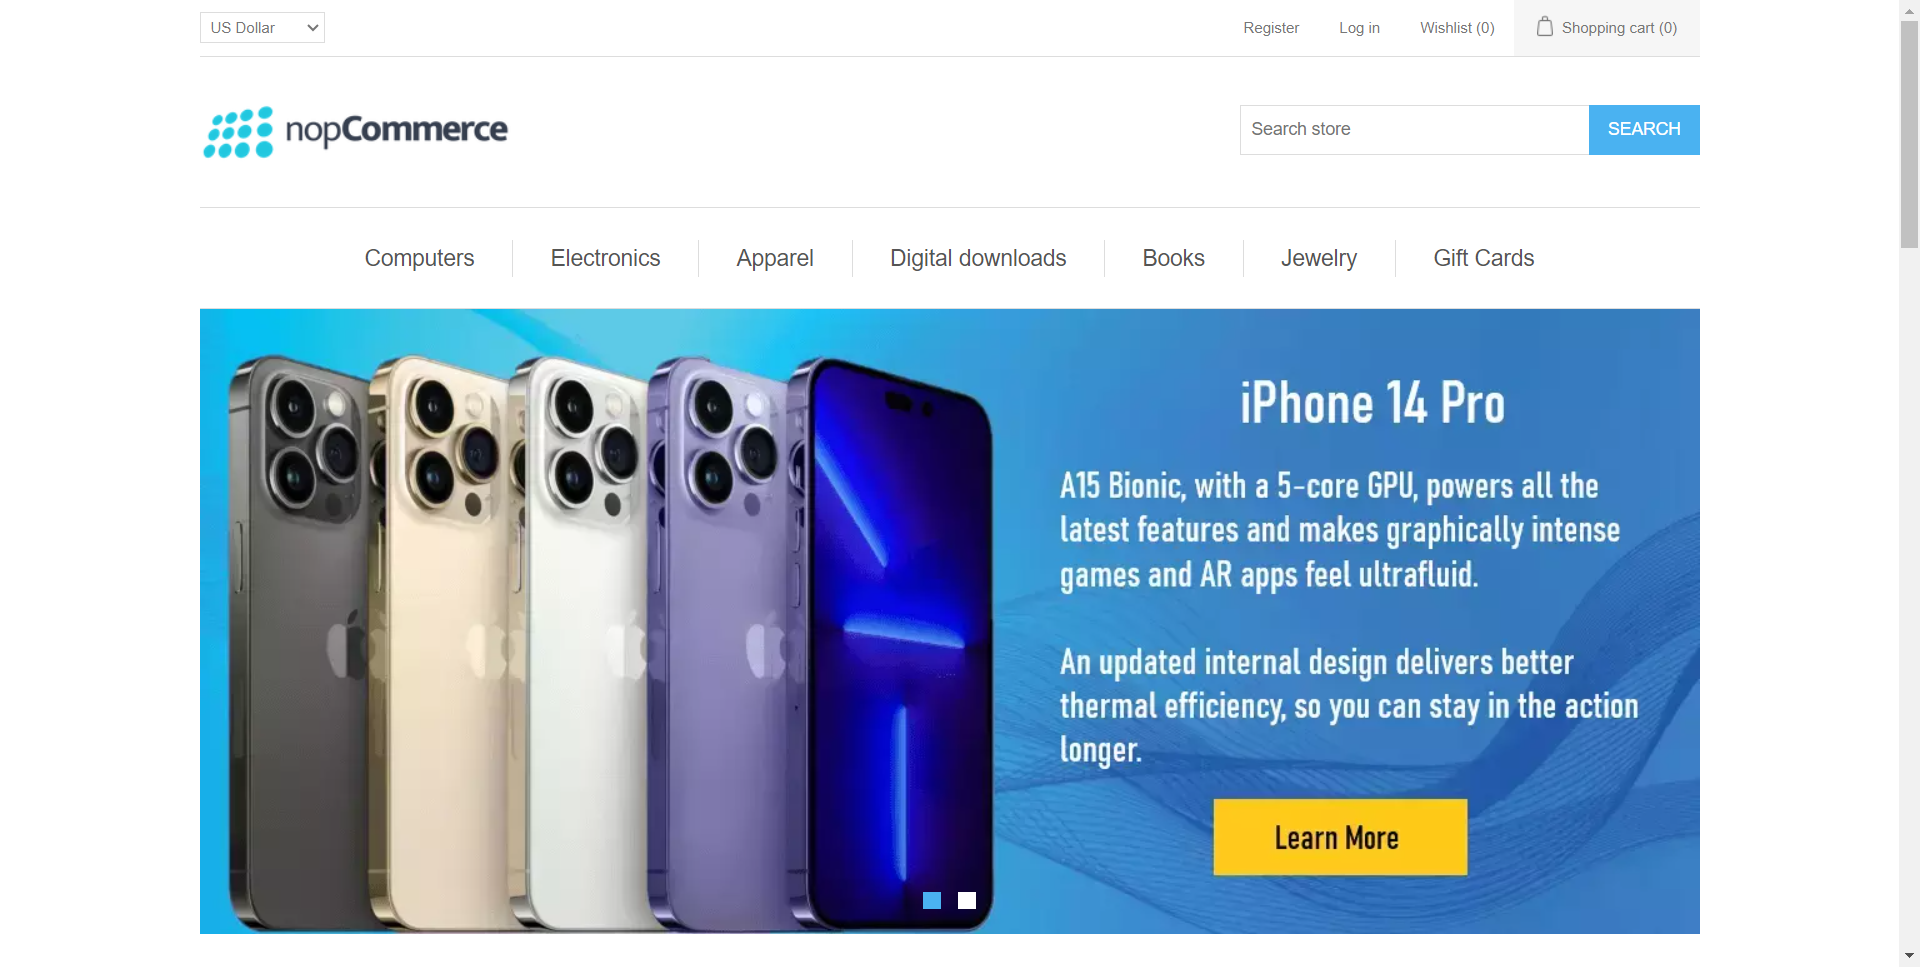 US Dollar
Register
Log in
Wishlist (0)
Shopping cart (0)
nopCommerce
Search store
SEARCH
Computers
Electronics
Apparel
Digital downloads
Books
Jewelry
Gift Cards
iPhone 14 Pro
A15 Bionic, with a 5-core GPU, powers all the
latest features and makes graphically intense
games and AR apps feel ultrafluid.
An updated internal design delivers better
thermal efficiency, so you can stay in the action
longer.
Learn More